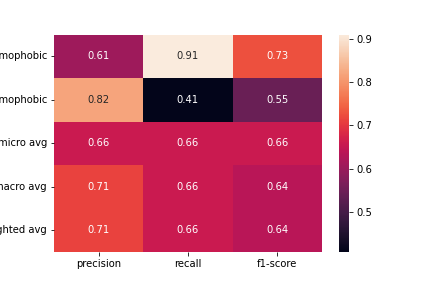 mophobic 0.61 0.91 0.73
mophobic 0.82 0.41 0.55
micro avg 0.66 0.66 0.66
nacro avg 0.71 0.66 0.64
ghted avg 0.71 0.66 0.64
precision recall f1-score
0.9
0.8
0.7
0.6
0.5